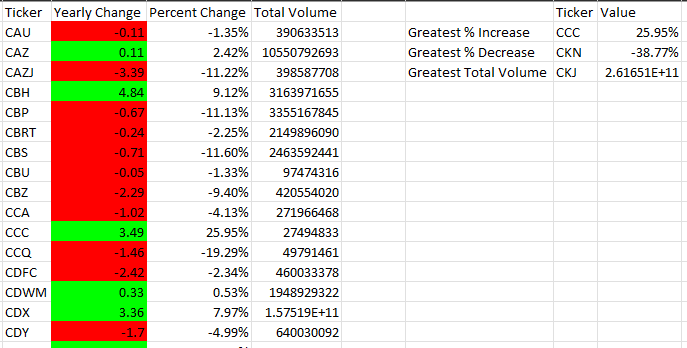 Ticker Yearly Change Percent Change Total Volume Ticker Value
CAU -0.11 -1.35% 390633513 Greatest % Increase CCC 25.95%
CAZ 0.11 2.42% 10550792693 Greatest % Decrease CKN -38.77%
CAZJ -3.39 -11.22% 398587708 Greatest Total Volume CKJ 2.61651E+11
CBH 4.84 9.12% 3163971655
CBP -0.67 -11.13% 3355167845
CBRT -0.24 -2.25% 2149896090
CBS -0.71 -11.60% 2463592441
CBU -0.05 -1.33% 97474316
CBZ -2.29 -9.40% 420554020
CCA -1.02 -4.13% 271966468
CCC 3.49 25.95% 27494833
CCQ -1.46 -19.29% 49791461
CDFC -2.42 -2.34% 460033378
CDWM 0.33 0.53% 1948929322
CDX 3.36 7.97% 1.57519E+11
CDY -1.7 -4.99% 640030092